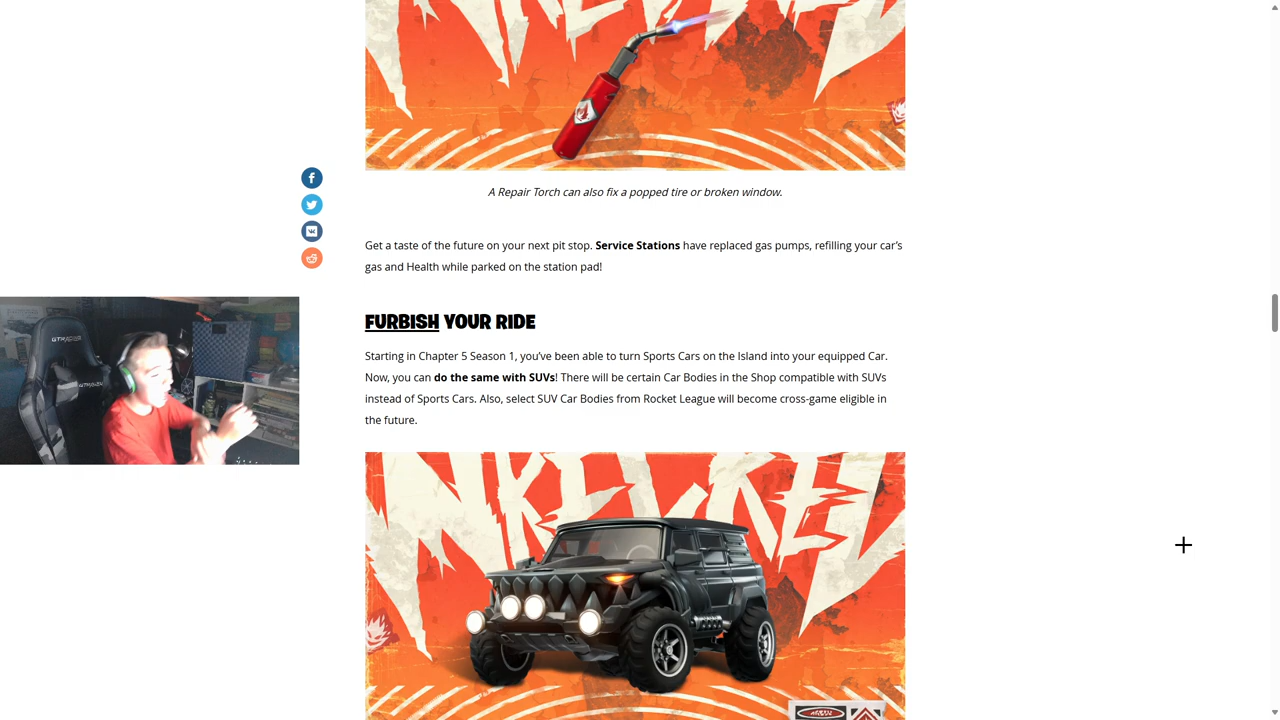 WRECKED
A Repair Torch can also fix a popped tire or broken window.
Get a taste of the future on your next pit stop. Service Stations have replaced gas pumps, refilling your car’s
gas and Health while parked on the station pad!
FURBISH YOUR RIDE
Starting in Chapter 5 Season 1, you’ve been able to turn Sports Cars on the Island into your equipped Car.
Now, you can do the same with SUVs! There will be certain Car Bodies in the Shop compatible with SUVs
instead of Sports Cars. Also, select SUV Car Bodies from Rocket League will become cross-game eligible in
the future.
GTRACING
GTRACING
WRECKED